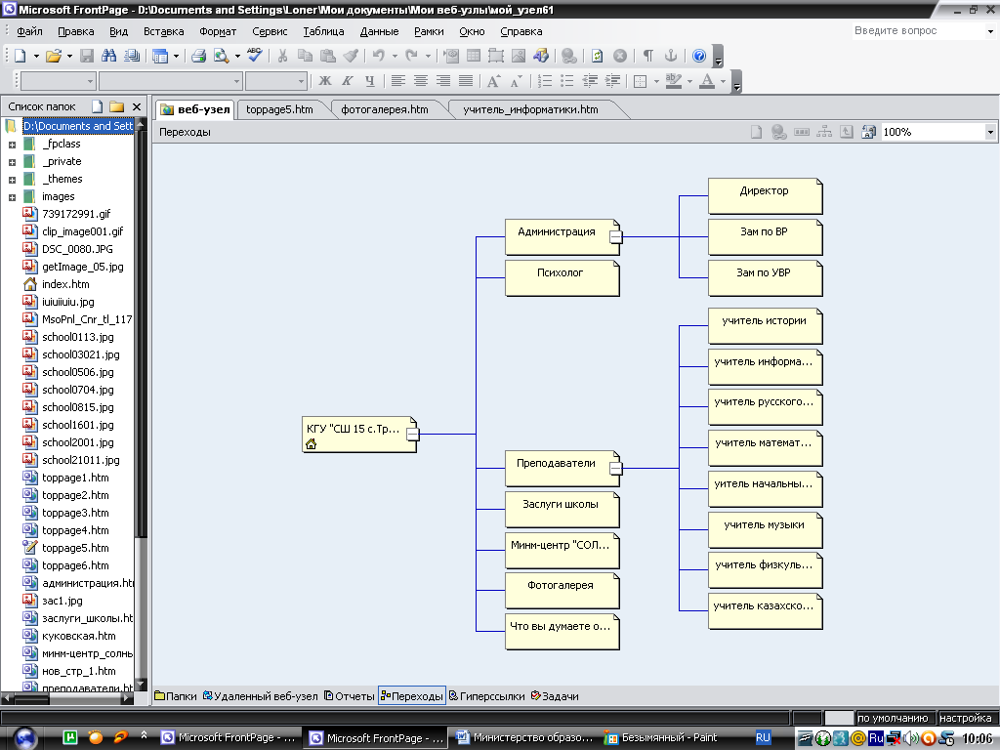 Microsoft FrontPage - D:\Documents and Settings\Loner\Мои документы\Мои веб-узлы\мой_узел61
Файл Правка Вид Вставка Формат Сервис Таблица Данные Рамки Окно Справка
Введите вопрос
Ж К Ч
Список папок
веб-узел toppage5.htm фотогалерея.htm учитель_информатики.htm
D:\Documents and Sett
Переходы
100%
_fpclass
_private
_themes
images
739172991.gif
clip_image001.gif
DSC_0080.JPG
getImage_05.jpg
index.htm
iuiuiiuiu.jpg
MsoPnl_Cnr_tl_117
school0113.jpg
school03021.jpg
school0506.jpg
school0704.jpg
school0815.jpg
school1601.jpg
school2001.jpg
school21011.jpg
toppage1.htm
toppage2.htm
toppage3.htm
toppage4.htm
toppage5.htm
toppage6.htm
администрация.htm
зас1.jpg
заслуги_школы.ht
куковская.htm
минм-центр_солны
нов_стр_1.htm
преподаватели.ht
КГУ "СШ 15 с.Тр...
Администрация
Психолог
Преподаватели
Заслуги школы
Минм-центр "СОЛ...
Фотогалерея
Что вы думаете о...
Директор
Зам по ВР
Зам по УВР
учитель истории
учитель информа...
учитель русского...
учитель математ...
уитель начальны...
учитель музыки
учитель физкуль...
учитель казахско...
Папки Удаленный веб-узел Отчеты Переходы Гиперссылки Задачи
по умолчанию настройка
Microsoft FrontPage - ... Microsoft FrontPage - ... Министерство образо... Безымянный - Paint RU Ru 10:06